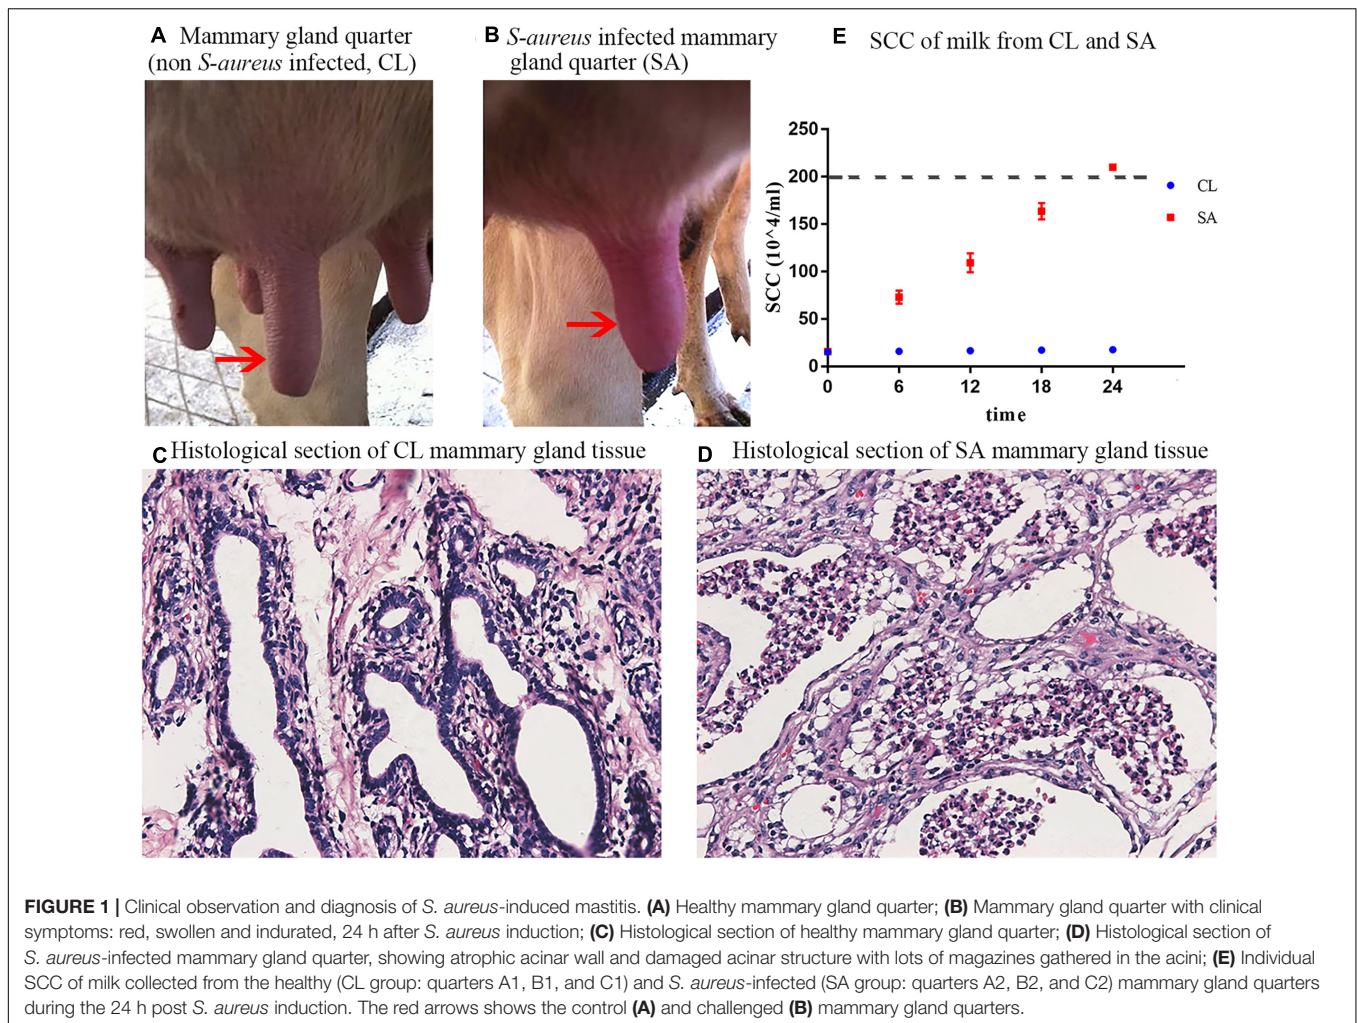 A Mammary gland quarter
(non S-aureus infected, CL)
B S-aureus infected mammary
gland quarter (SA)
E SCC of milk from CL and SA
250
200
150
100
50
0
SCC (10^4/ml)
0 6 12 18 24
time
CL
SA
C Histological section of CL mammary gland tissue
D Histological section of SA mammary gland tissue
FIGURE 1 | Clinical observation and diagnosis of S. aureus-induced mastitis. (A) Healthy mammary gland quarter; (B) Mammary gland quarter with clinical
symptoms: red, swollen and indurated, 24 h after S. aureus induction; (C) Histological section of healthy mammary gland quarter; (D) Histological section of
S. aureus-infected mammary gland quarter, showing atrophic acinar wall and damaged acinar structure with lots of magazines gathered in the acini; (E) Individual
SCC of milk collected from the healthy (CL group: quarters A1, B1, and C1) and S. aureus-infected (SA group: quarters A2, B2, and C2) mammary gland quarters
during the 24 h post S. aureus induction. The red arrows shows the control (A) and challenged (B) mammary gland quarters.